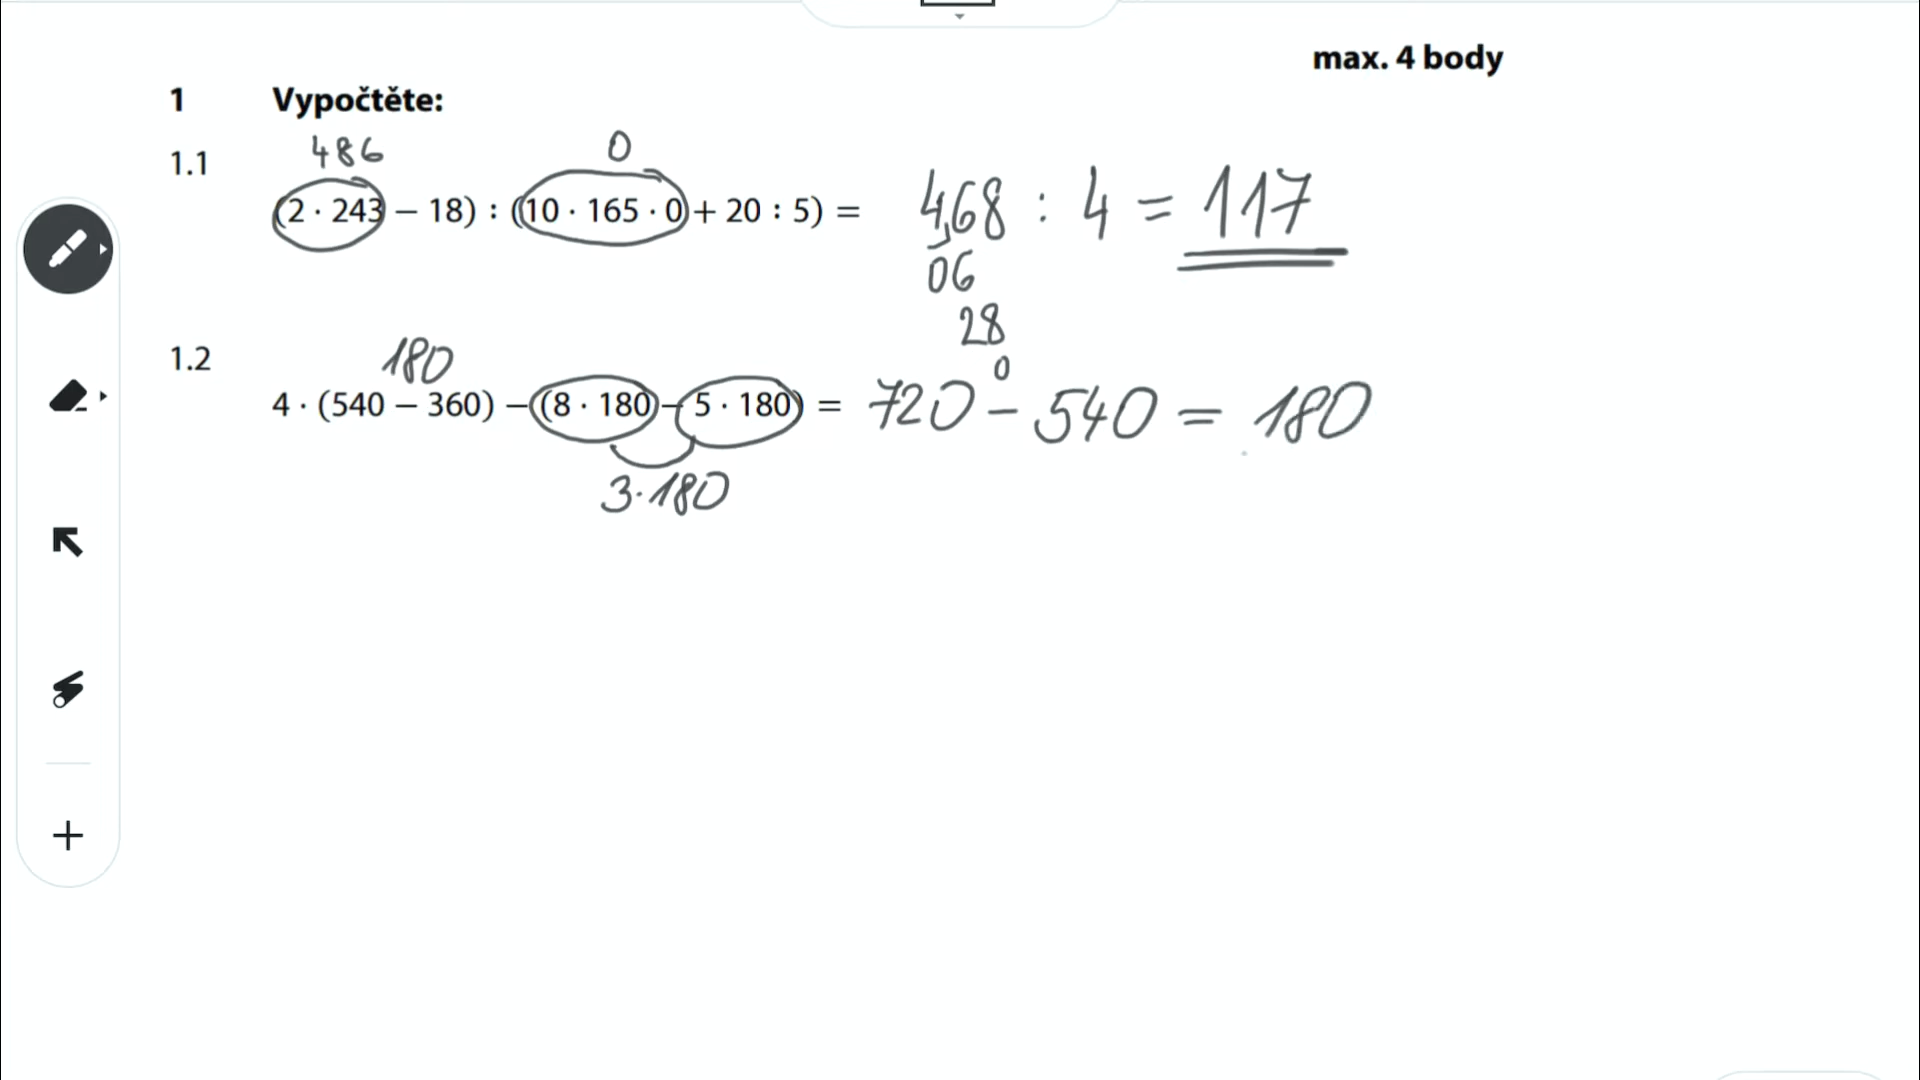 max. 4 body
1 Vypočtěte:
486 0
1.1
(2 · 243 – 18) : (10 · 165 · 0 + 20 : 5) = 468 : 4 = 117
06
28
0
1.2
180
4 · (540 – 360) – (8 · 180 – 5 · 180) = 720 - 540 = 180
3·180